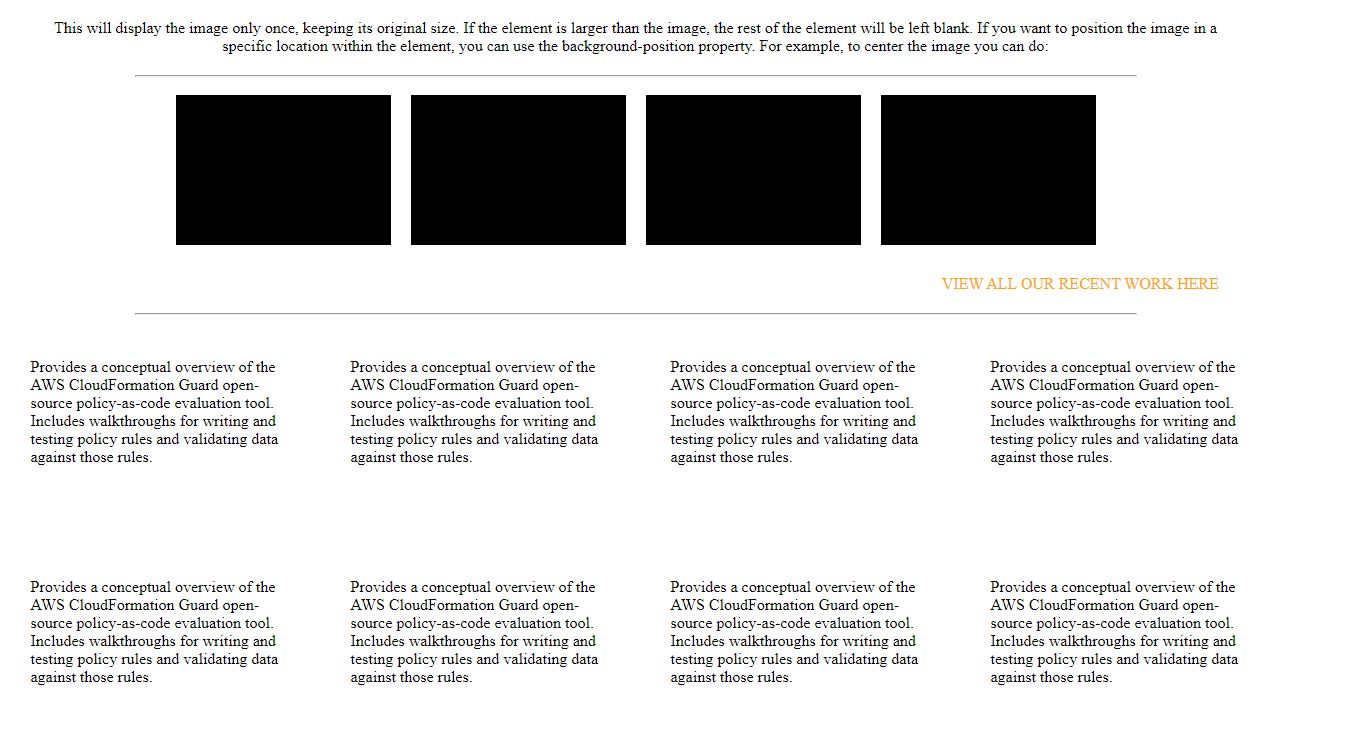 This will display the image only once, keeping its original size. If the element is larger than the image, the rest of the element will be left blank. If you want to position the image in a
specific location within the element, you can use the background-position property. For example, to center the image you can do:
VIEW ALL OUR RECENT WORK HERE
Provides a conceptual overview of the
AWS CloudFormation Guard open-
source policy-as-code evaluation tool.
Includes walkthroughs for writing and
testing policy rules and validating data
against those rules.
Provides a conceptual overview of the
AWS CloudFormation Guard open-
source policy-as-code evaluation tool.
Includes walkthroughs for writing and
testing policy rules and validating data
against those rules.
Provides a conceptual overview of the
AWS CloudFormation Guard open-
source policy-as-code evaluation tool.
Includes walkthroughs for writing and
testing policy rules and validating data
against those rules.
Provides a conceptual overview of the
AWS CloudFormation Guard open-
source policy-as-code evaluation tool.
Includes walkthroughs for writing and
testing policy rules and validating data
against those rules.
Provides a conceptual overview of the
AWS CloudFormation Guard open-
source policy-as-code evaluation tool.
Includes walkthroughs for writing and
testing policy rules and validating data
against those rules.
Provides a conceptual overview of the
AWS CloudFormation Guard open-
source policy-as-code evaluation tool.
Includes walkthroughs for writing and
testing policy rules and validating data
against those rules.
Provides a conceptual overview of the
AWS CloudFormation Guard open-
source policy-as-code evaluation tool.
Includes walkthroughs for writing and
testing policy rules and validating data
against those rules.
Provides a conceptual overview of the
AWS CloudFormation Guard open-
source policy-as-code evaluation tool.
Includes walkthroughs for writing and
testing policy rules and validating data
against those rules.